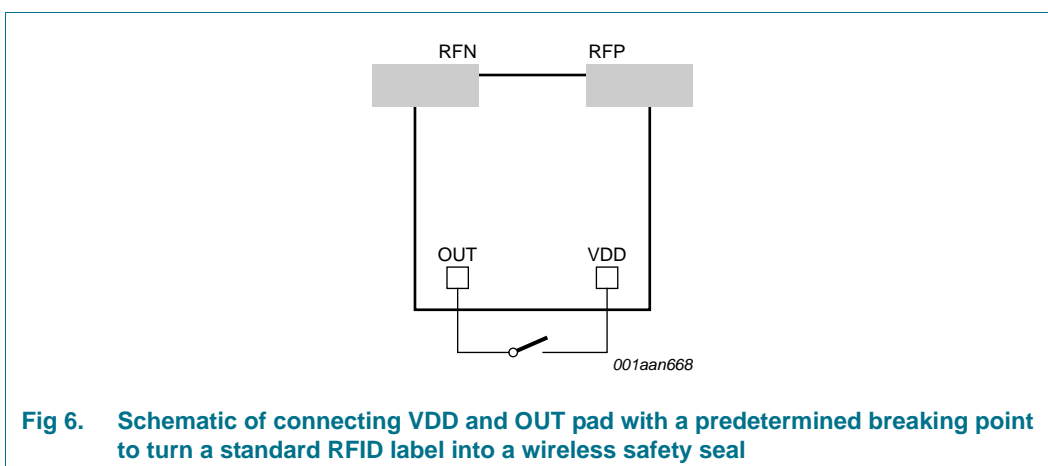 RFN RFP
OUT VDD
001aan668
Fig 6. Schematic of connecting VDD and OUT pad with a predetermined breaking point
to turn a standard RFID label into a wireless safety seal